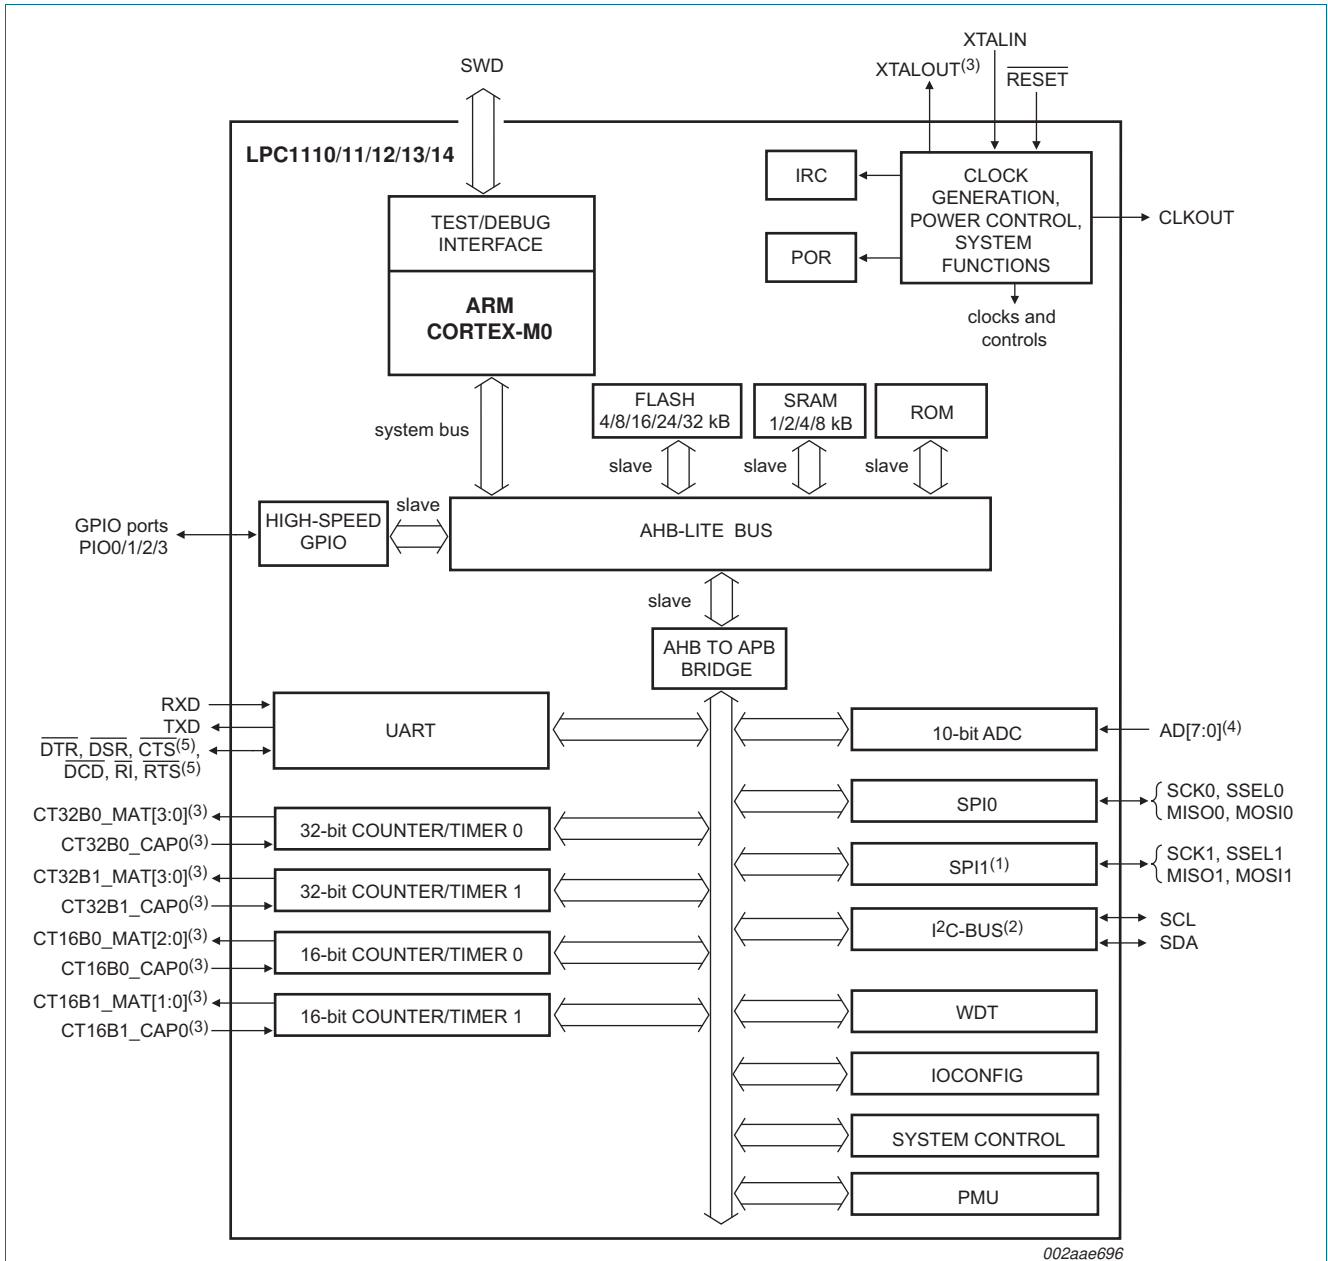 XTALIN
XTALOUT(3)
RESET
SWD
LPC1110/11/12/13/14
IRC
CLOCK
GENERATION,
POWER CONTROL,
SYSTEM
FUNCTIONS
CLKOUT
POR
TEST/DEBUG
INTERFACE
ARM
CORTEX-M0
clocks and
controls
system bus
FLASH
4/8/16/24/32 kB
SRAM
1/2/4/8 kB
ROM
slave
slave
slave
GPIO ports
PIO0/1/2/3
HIGH-SPEED
GPIO
slave
AHB-LITE BUS
slave
AHB TO APB
BRIDGE
RXD
TXD
DTR, DSR, CTS(5),
DCD, RI, RTS(5)
UART
10-bit ADC
AD[7:0](4)
CT32B0_MAT[3:0](3)
CT32B0_CAP0(3)
32-bit COUNTER/TIMER 0
SPI0
SCK0, SSEL0
MISO0, MOSI0
CT32B1_MAT[3:0](3)
CT32B1_CAP0(3)
32-bit COUNTER/TIMER 1
SPI1(1)
SCK1, SSEL1
MISO1, MOSI1
CT16B0_MAT[2:0](3)
CT16B0_CAP0(3)
16-bit COUNTER/TIMER 0
I2C-BUS(2)
SCL
SDA
CT16B1_MAT[1:0](3)
CT16B1_CAP0(3)
16-bit COUNTER/TIMER 1
WDT
IOCONFIG
SYSTEM CONTROL
PMU
002aae696